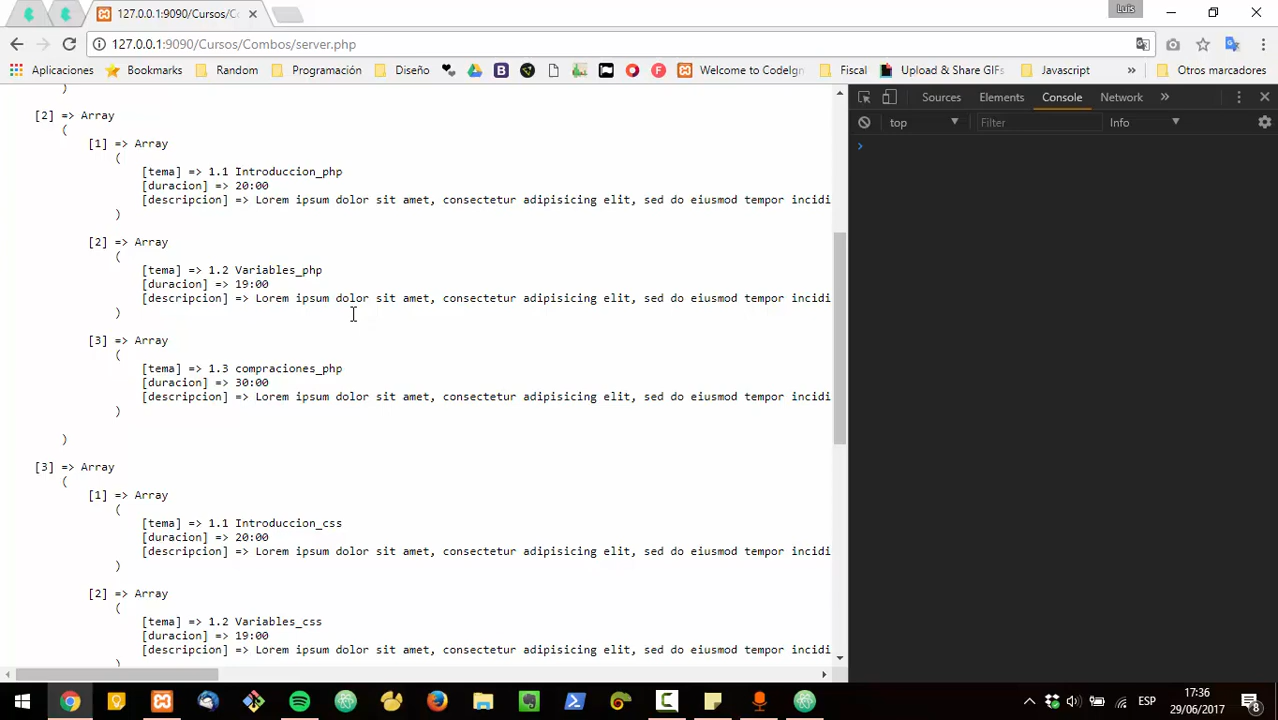 Luis
127.0.0.1:9090/Cursos/Co
127.0.0.1:9090/Cursos/Combos/server.php
Aplicaciones Bookmarks Random Programación Diseño Welcome to CodeIgn Fiscal Upload & Share GIFs Javascript » Otros marcadores
Sources Elements Console Network »
top Filter Info
)
[2] => Array
(
[1] => Array
(
[tema] => 1.1 Introduccion_php
[duracion] => 20:00
[descripcion] => Lorem ipsum dolor sit amet, consectetur adipisicing elit, sed do eiusmod tempor incidi
)
[2] => Array
(
[tema] => 1.2 Variables_php
[duracion] => 19:00
[descripcion] => Lorem ipsum dolor sit amet, consectetur adipisicing elit, sed do eiusmod tempor incidi
)
[3] => Array
(
[tema] => 1.3 compraciones_php
[duracion] => 30:00
[descripcion] => Lorem ipsum dolor sit amet, consectetur adipisicing elit, sed do eiusmod tempor incidi
)
)
[3] => Array
(
[1] => Array
(
[tema] => 1.1 Introduccion_css
[duracion] => 20:00
[descripcion] => Lorem ipsum dolor sit amet, consectetur adipisicing elit, sed do eiusmod tempor incidi
)
[2] => Array
(
[tema] => 1.2 Variables_css
[duracion] => 19:00
[descripcion] => Lorem ipsum dolor sit amet, consectetur adipisicing elit, sed do eiusmod tempor incidi
)
ESP
17:36
29/06/2017
8